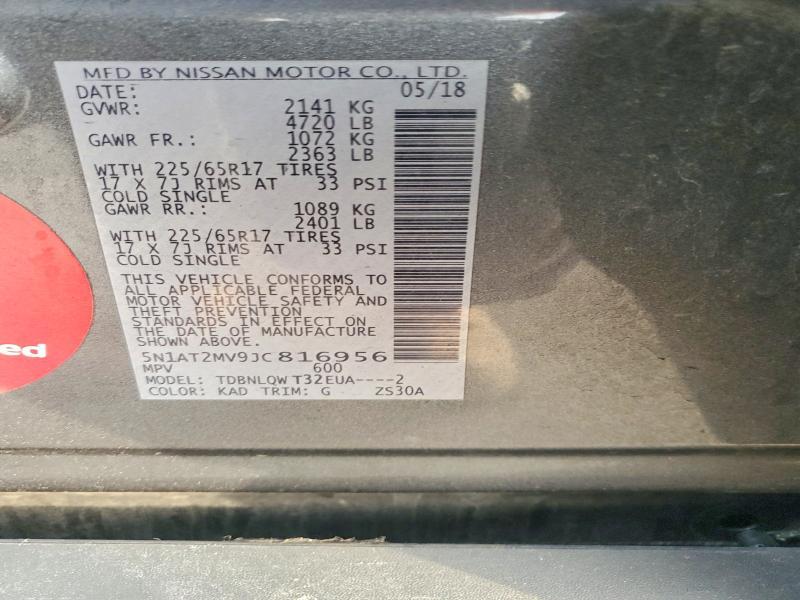 MFD BY NISSAN MOTOR CO., LTD.
DATE: 05/18
GVWR: 2141 KG
4720 LB
GAWR FR.: 1072 KG
2363 LB
WITH 225/65R17 TIRES
17 X 7J RIMS AT 33 PSI
COLD SINGLE
GAWR RR.: 1089 KG
2401 LB
WITH 225/65R17 TIRES
17 X 7J RIMS AT 33 PSI
COLD SINGLE
THIS VEHICLE CONFORMS TO
ALL APPLICABLE FEDERAL
MOTOR VEHICLE SAFETY AND
THEFT PREVENTION
STANDARDS IN EFFECT ON
THE DATE OF MANUFACTURE
SHOWN ABOVE.
5N1AT2MV9JC816956
MPV 600
MODEL: TDBNLQW T32EUA----2
COLOR: KAD TRIM: G ZS30A